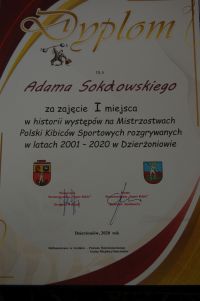 Dyplom
dla
Adama Sokołowskiego
za zajęcie I miejsca
w historii występów na Mistrzostwach
Polski Kibiców Sportowych rozgrywanych
w latach 2001 - 2020 w Dzierżoniowie
Dzierżoniów, 2020 rok